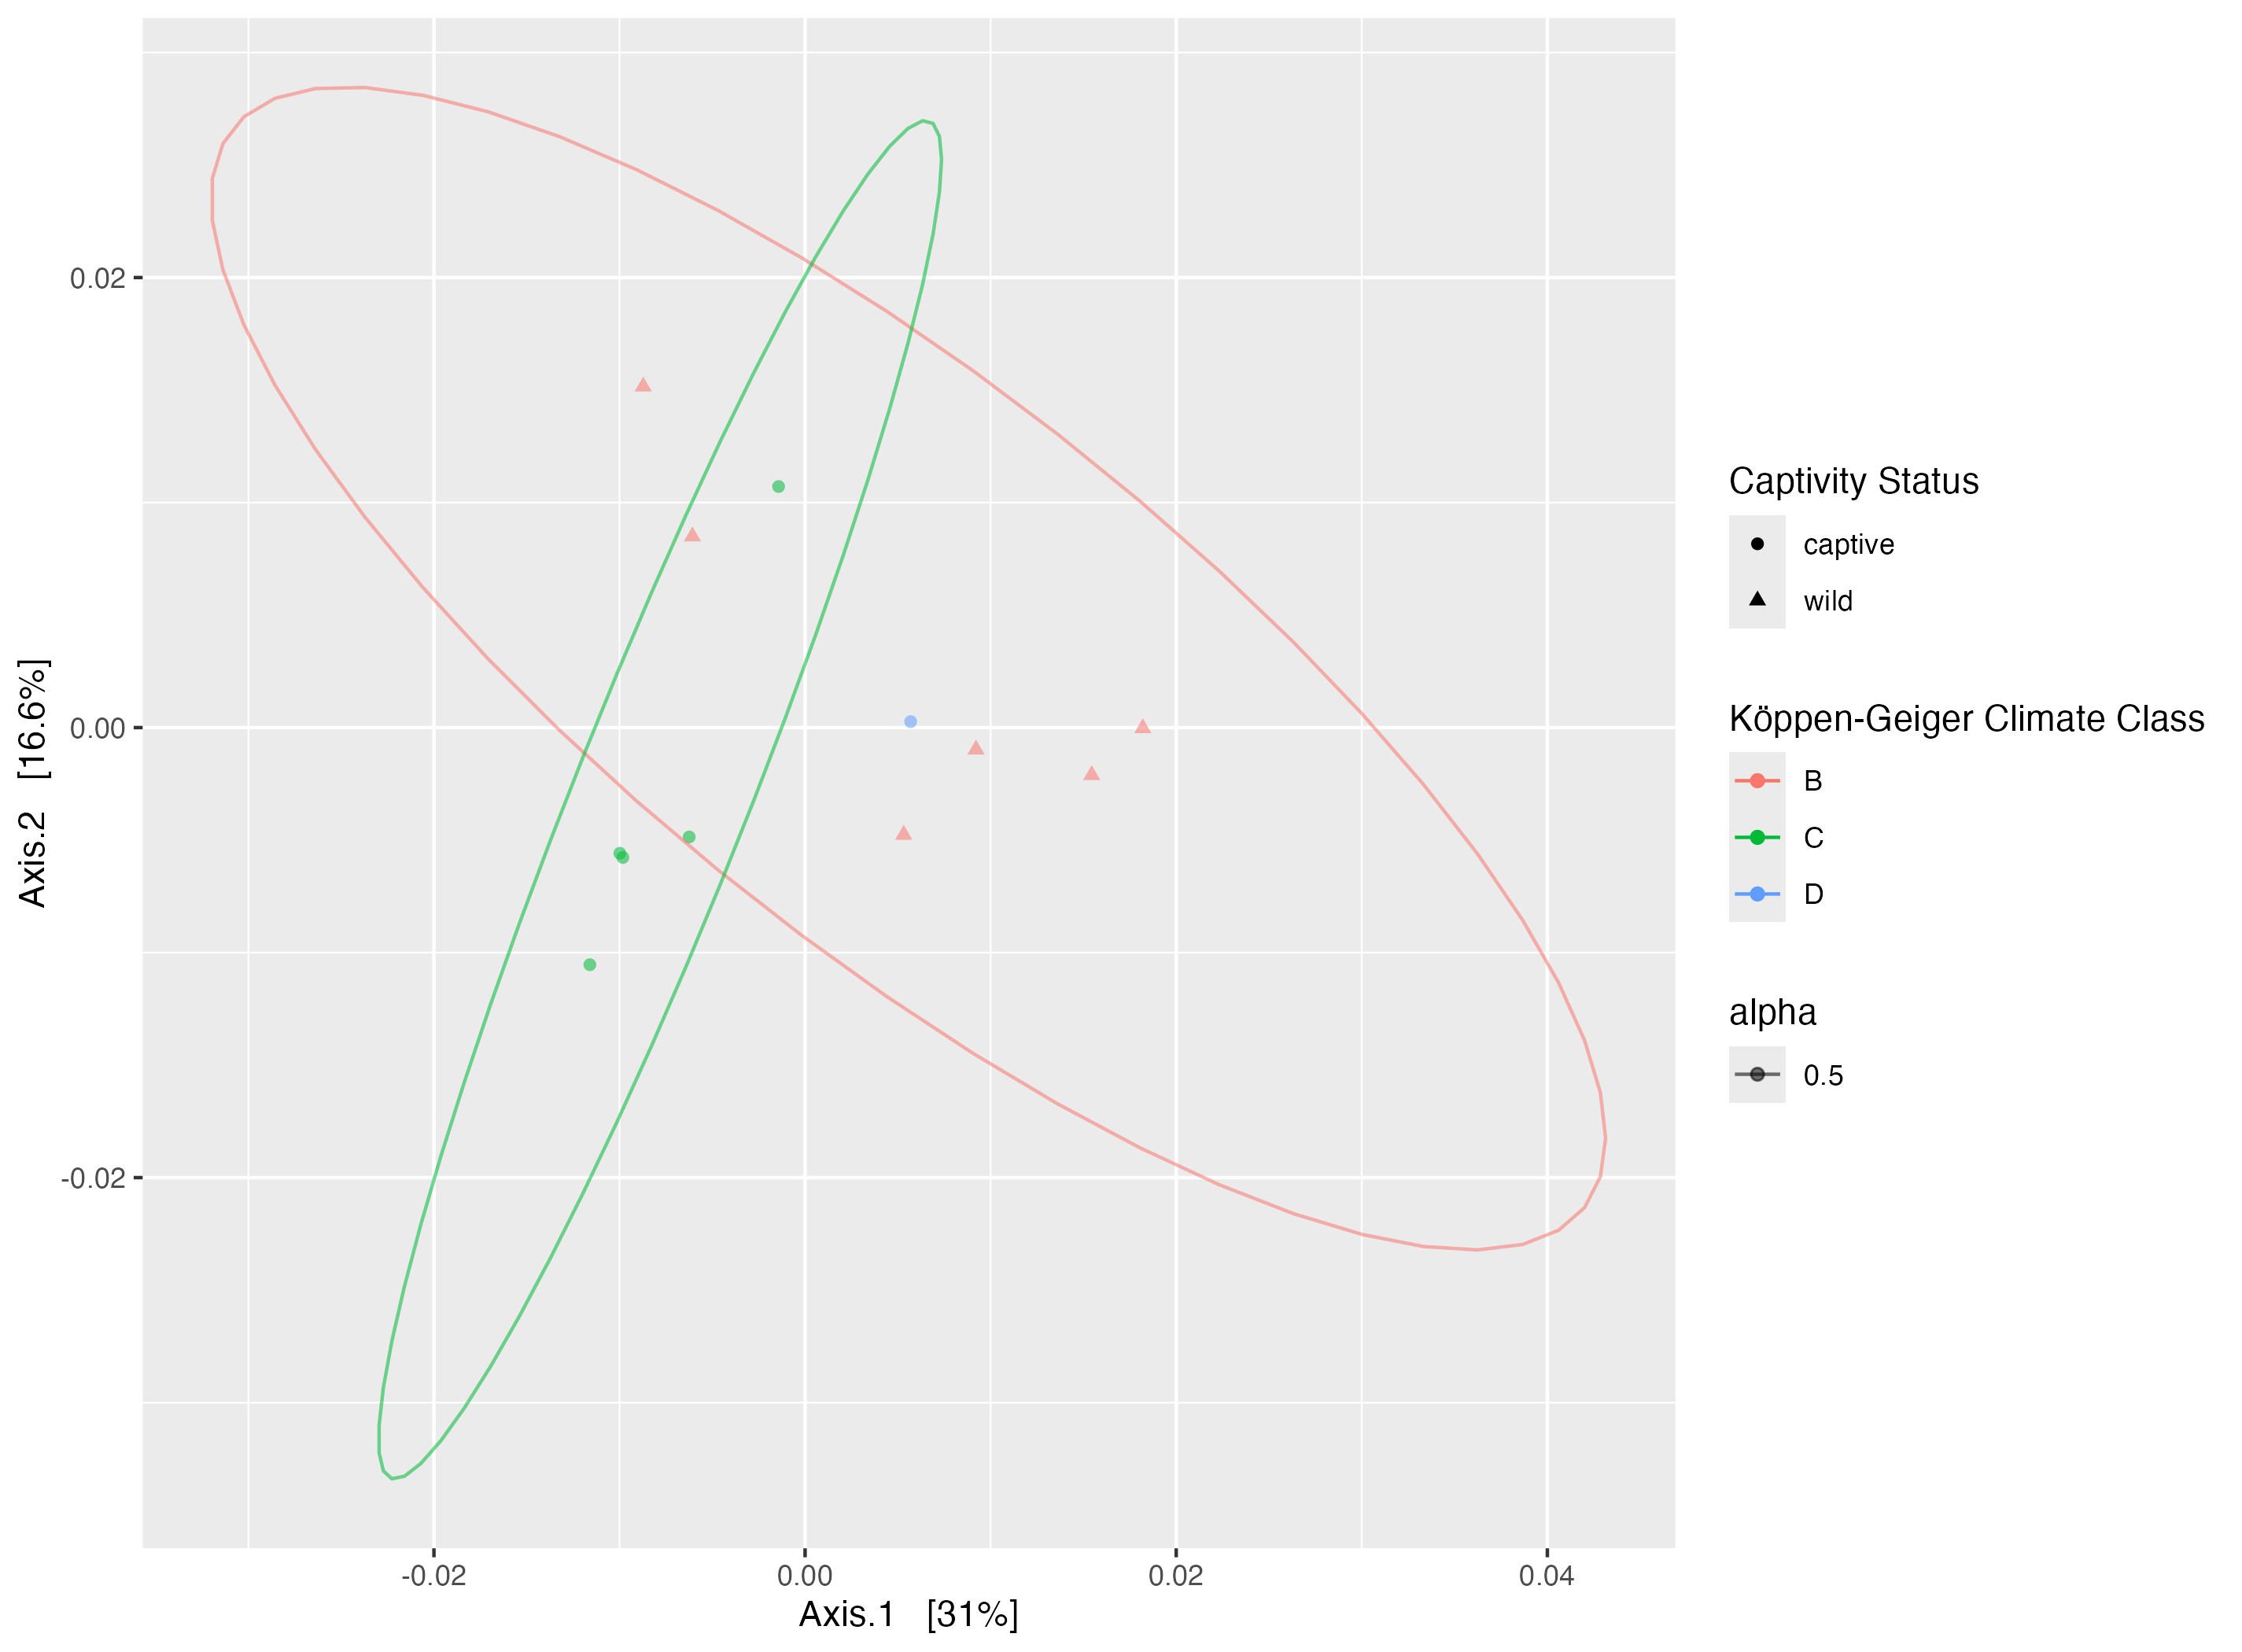 0.02
0.00
-0.02
Axis.2 [16.6%]
-0.02 0.00 0.02 0.04
Axis.1 [31%]
Captivity Status
captive
wild
Köppen-Geiger Climate Class
B
C
D
alpha
0.5